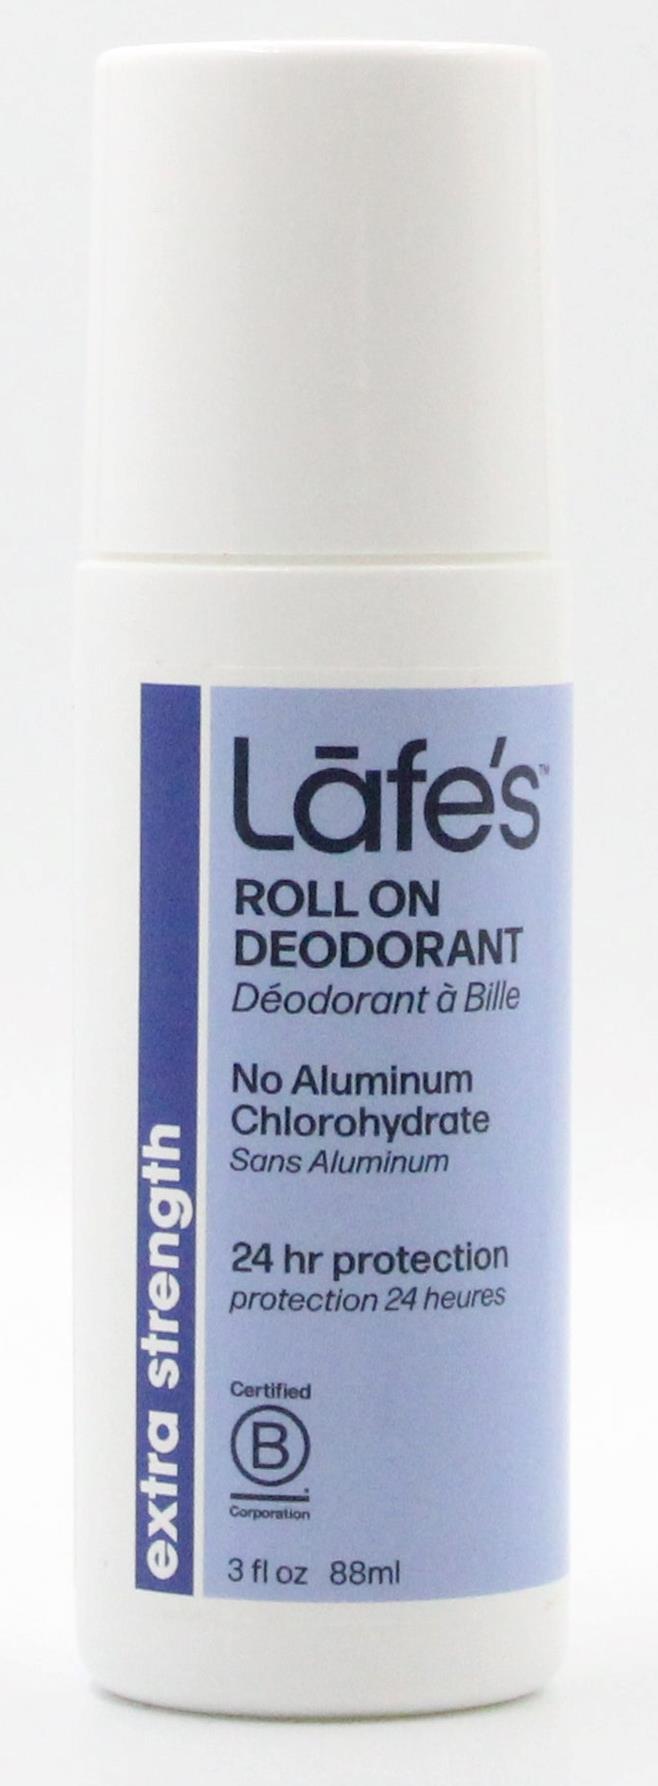 Lāfe's™
ROLL ON
DEODORANT
Déodorant à Bille
No Aluminum
Chlorohydrate
Sans Aluminum
24 hr protection
protection 24 heures
Certified
B
Corporation
3 fl oz 88ml
extra strength